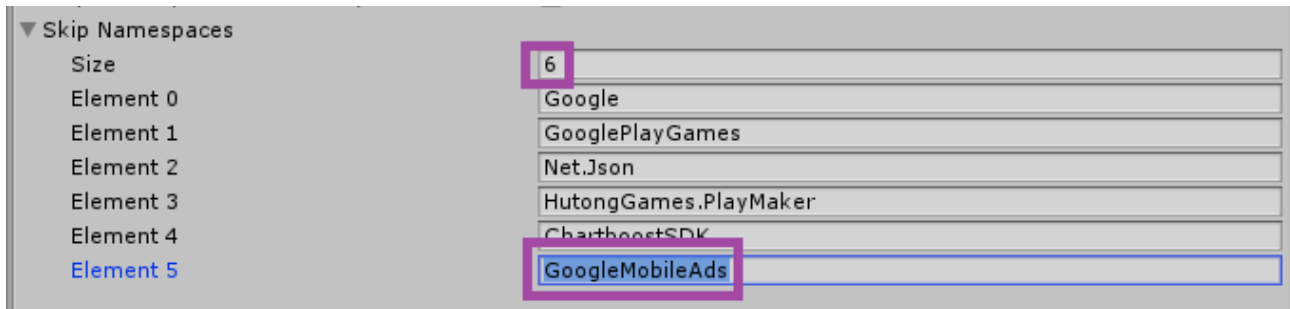 Skip Namespaces
Size 6
Element 0 Google
Element 1 GooglePlayGames
Element 2 Net.Json
Element 3 HutongGames.PlayMaker
Element 4 ChartboostSDK
Element 5 GoogleMobileAds